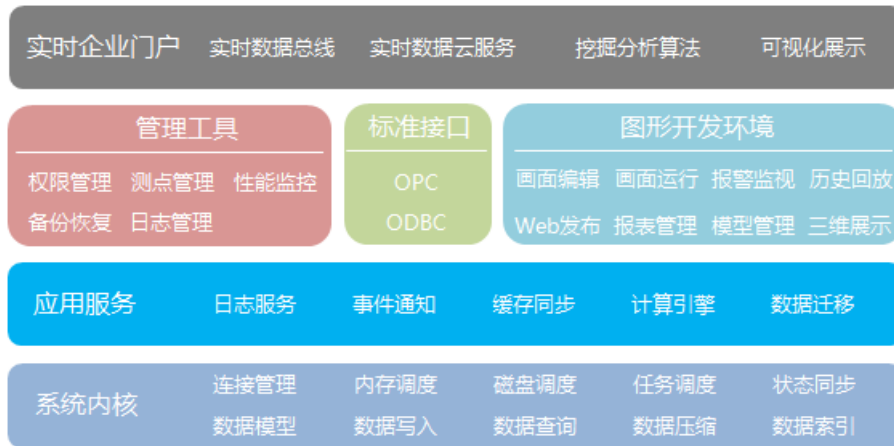 实时企业门户 实时数据总线 实时数据云服务 挖掘分析算法 可视化展示
管理工具
权限管理 测点管理 性能监控
备份恢复 日志管理
标准接口
OPC
ODBC
图形开发环境
画面编辑 画面运行 报警监视 历史回放
Web发布 报表管理 模型管理 三维展示
应用服务 日志服务 事件通知 缓存同步 计算引擎 数据迁移
系统内核
连接管理 内存调度 磁盘调度 任务调度 状态同步
数据模型 数据写入 数据查询 数据压缩 数据索引